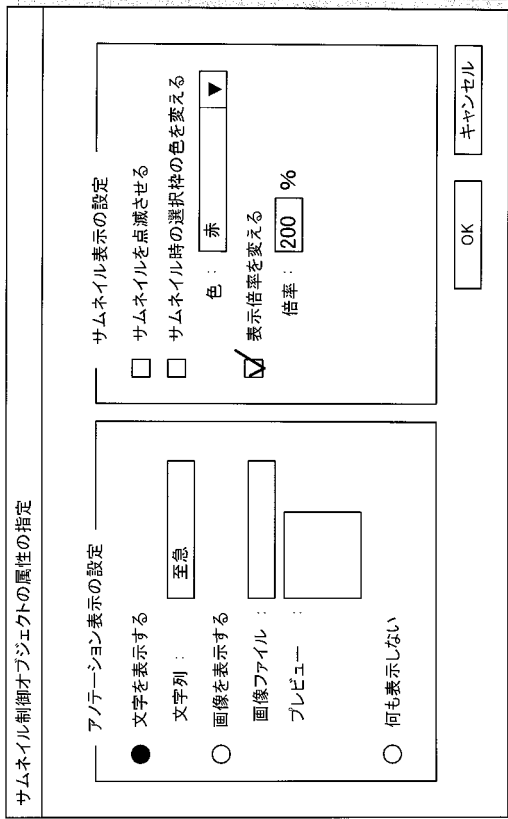 サムネイル制御オブジェクトの属性の指定
アノテーション表示の設定
文字を表示する
文字列 : 至急
画像を表示する
画像ファイル :
プレビュー :
何も表示しない
サムネイル表示の設定
サムネイルを点滅させる
サムネイル時の選択枠の色を変える
色 : 赤 ▼
表示倍率を変える
倍率 : 200 %
OK
キャンセル